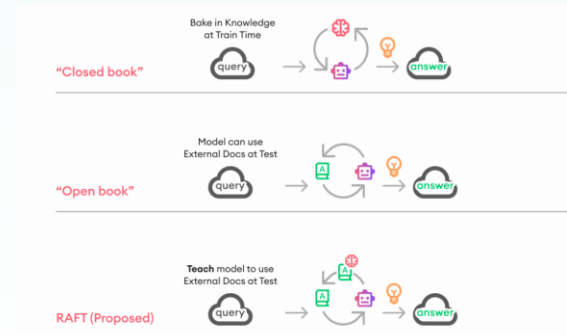 Bake in Knowledge
at Train Time
"Closed book"
query
answer
Model can use
External Docs at Test
"Open book"
query
A
answer
Teach model to use
External Docs at Test
RAFT (Proposed)
query
A
A
answer